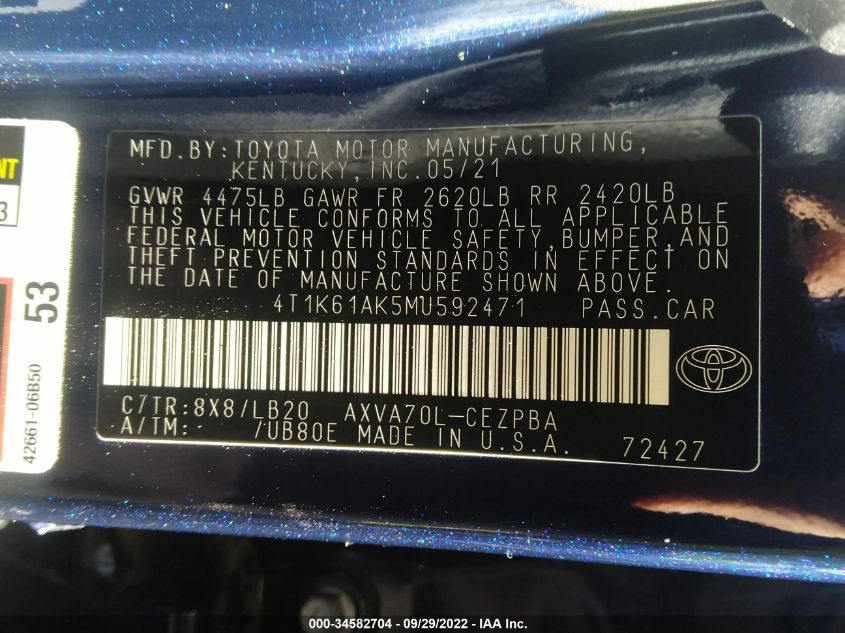 MFD.BY:TOYOTA MOTOR MANUFACTURING,
KENTUCKY,INC.05/21
GVWR 4475LB GAWR FR 2620LB RR 2420LB
THIS VEHICLE CONFORMS TO ALL APPLICABLE
FEDERAL MOTOR VEHICLE SAFETY,BUMPER,AND
THEFT PREVENTION STANDARDS IN EFFECT ON
THE DATE OF MANUFACTURE SHOWN ABOVE.
4T1K61AK5MU592471 PASS.CAR
C7TR:8X8/LB20 AXVA70L-CEZPBA
A/TM:- /UB80E MADE IN U.S.A.
72427
NT
3
53
42661-06B50
000-34582704 - 09/29/2022 - IAA Inc.